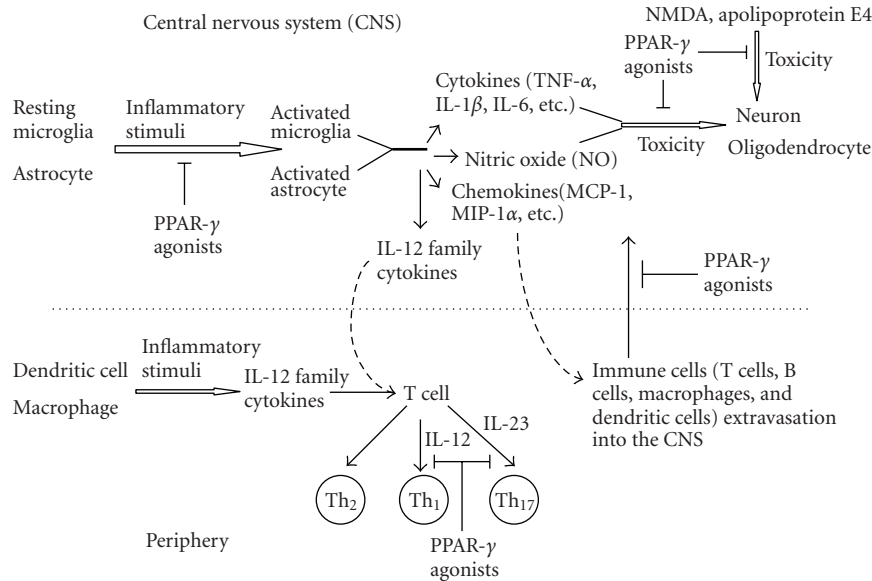 Central nervous system (CNS)
NMDA, apolipoprotein E4
PPAR-γ
agonists
Toxicity
Resting
microglia
Astrocyte
Inflammatory
stimuli
PPAR-γ
agonists
Activated
microglia
Activated
astrocyte
Cytokines (TNF-α,
IL-1β, IL-6, etc.)
Nitric oxide (NO)
Chemokines(MCP-1,
MIP-1α, etc.)
Toxicity
Neuron
Oligodendrocyte
IL-12 family
cytokines
PPAR-γ
agonists
Dendritic cell
Macrophage
Inflammatory
stimuli
IL-12 family
cytokines
T cell
Immune cells (T cells, B
cells, macrophages, and
dendritic cells) extravasation
into the CNS
IL-12
IL-23
Th₂
Th₁
Th₁₇
PPAR-γ
agonists
Periphery